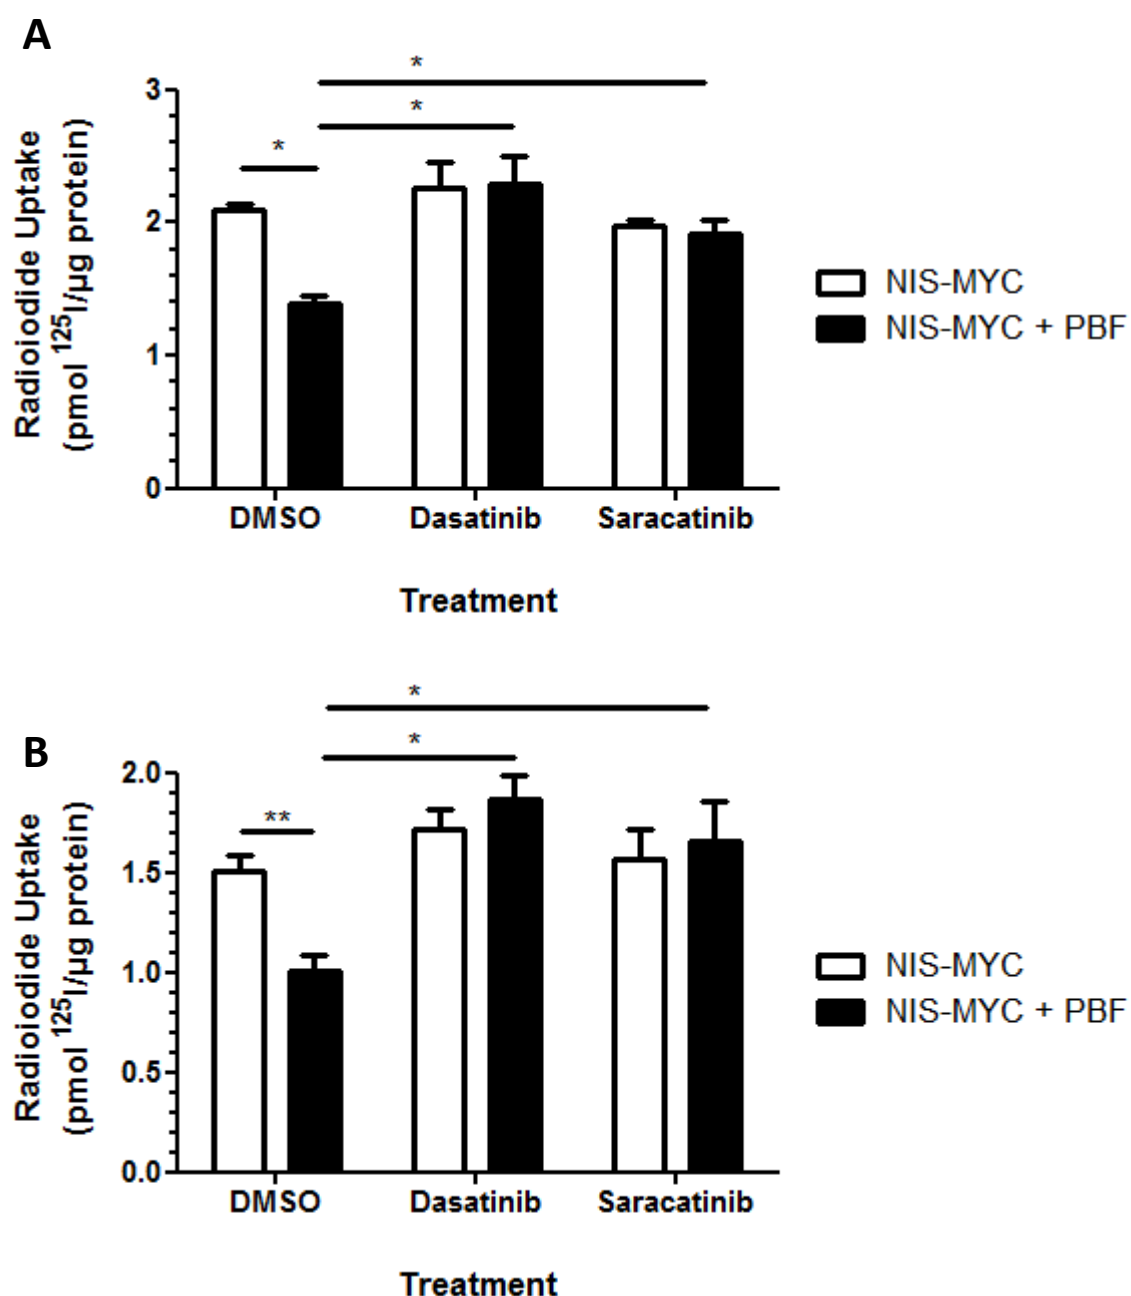 A
*
*
*
3
2
1
0
Radioiodide Uptake
(pmol ¹²⁵I/µg protein)
DMSO Dasatinib Saracatinib
Treatment
NIS-MYC
NIS-MYC + PBF
B
*
*
**
2.0
1.5
1.0
0.5
0.0
Radioiodide Uptake
(pmol ¹²⁵I/µg protein)
DMSO Dasatinib Saracatinib
Treatment
NIS-MYC
NIS-MYC + PBF